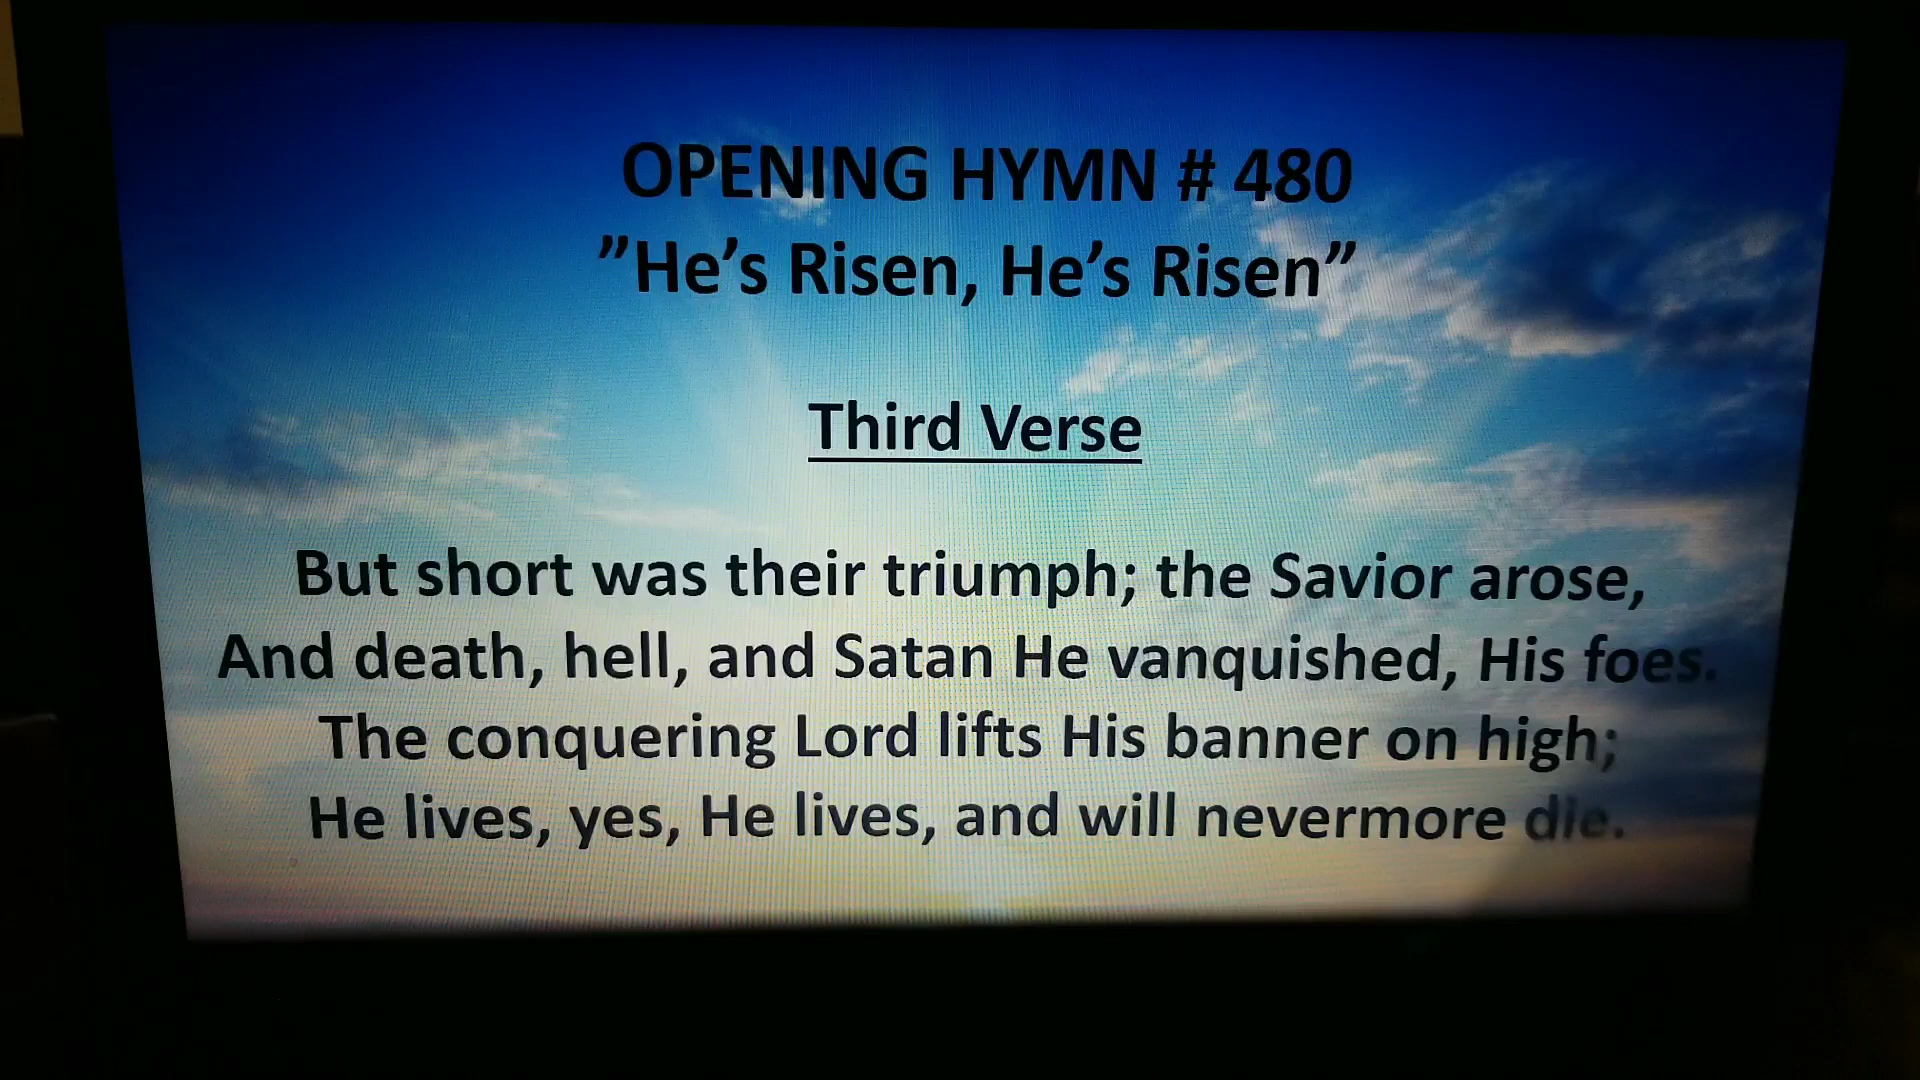 OPENING HYMN # 480
”He’s Risen, He’s Risen”
Third Verse
But short was their triumph; the Savior arose,
And death, hell, and Satan He vanquished, His foes.
The conquering Lord lifts His banner on high;
He lives, yes, He lives, and will nevermore die.